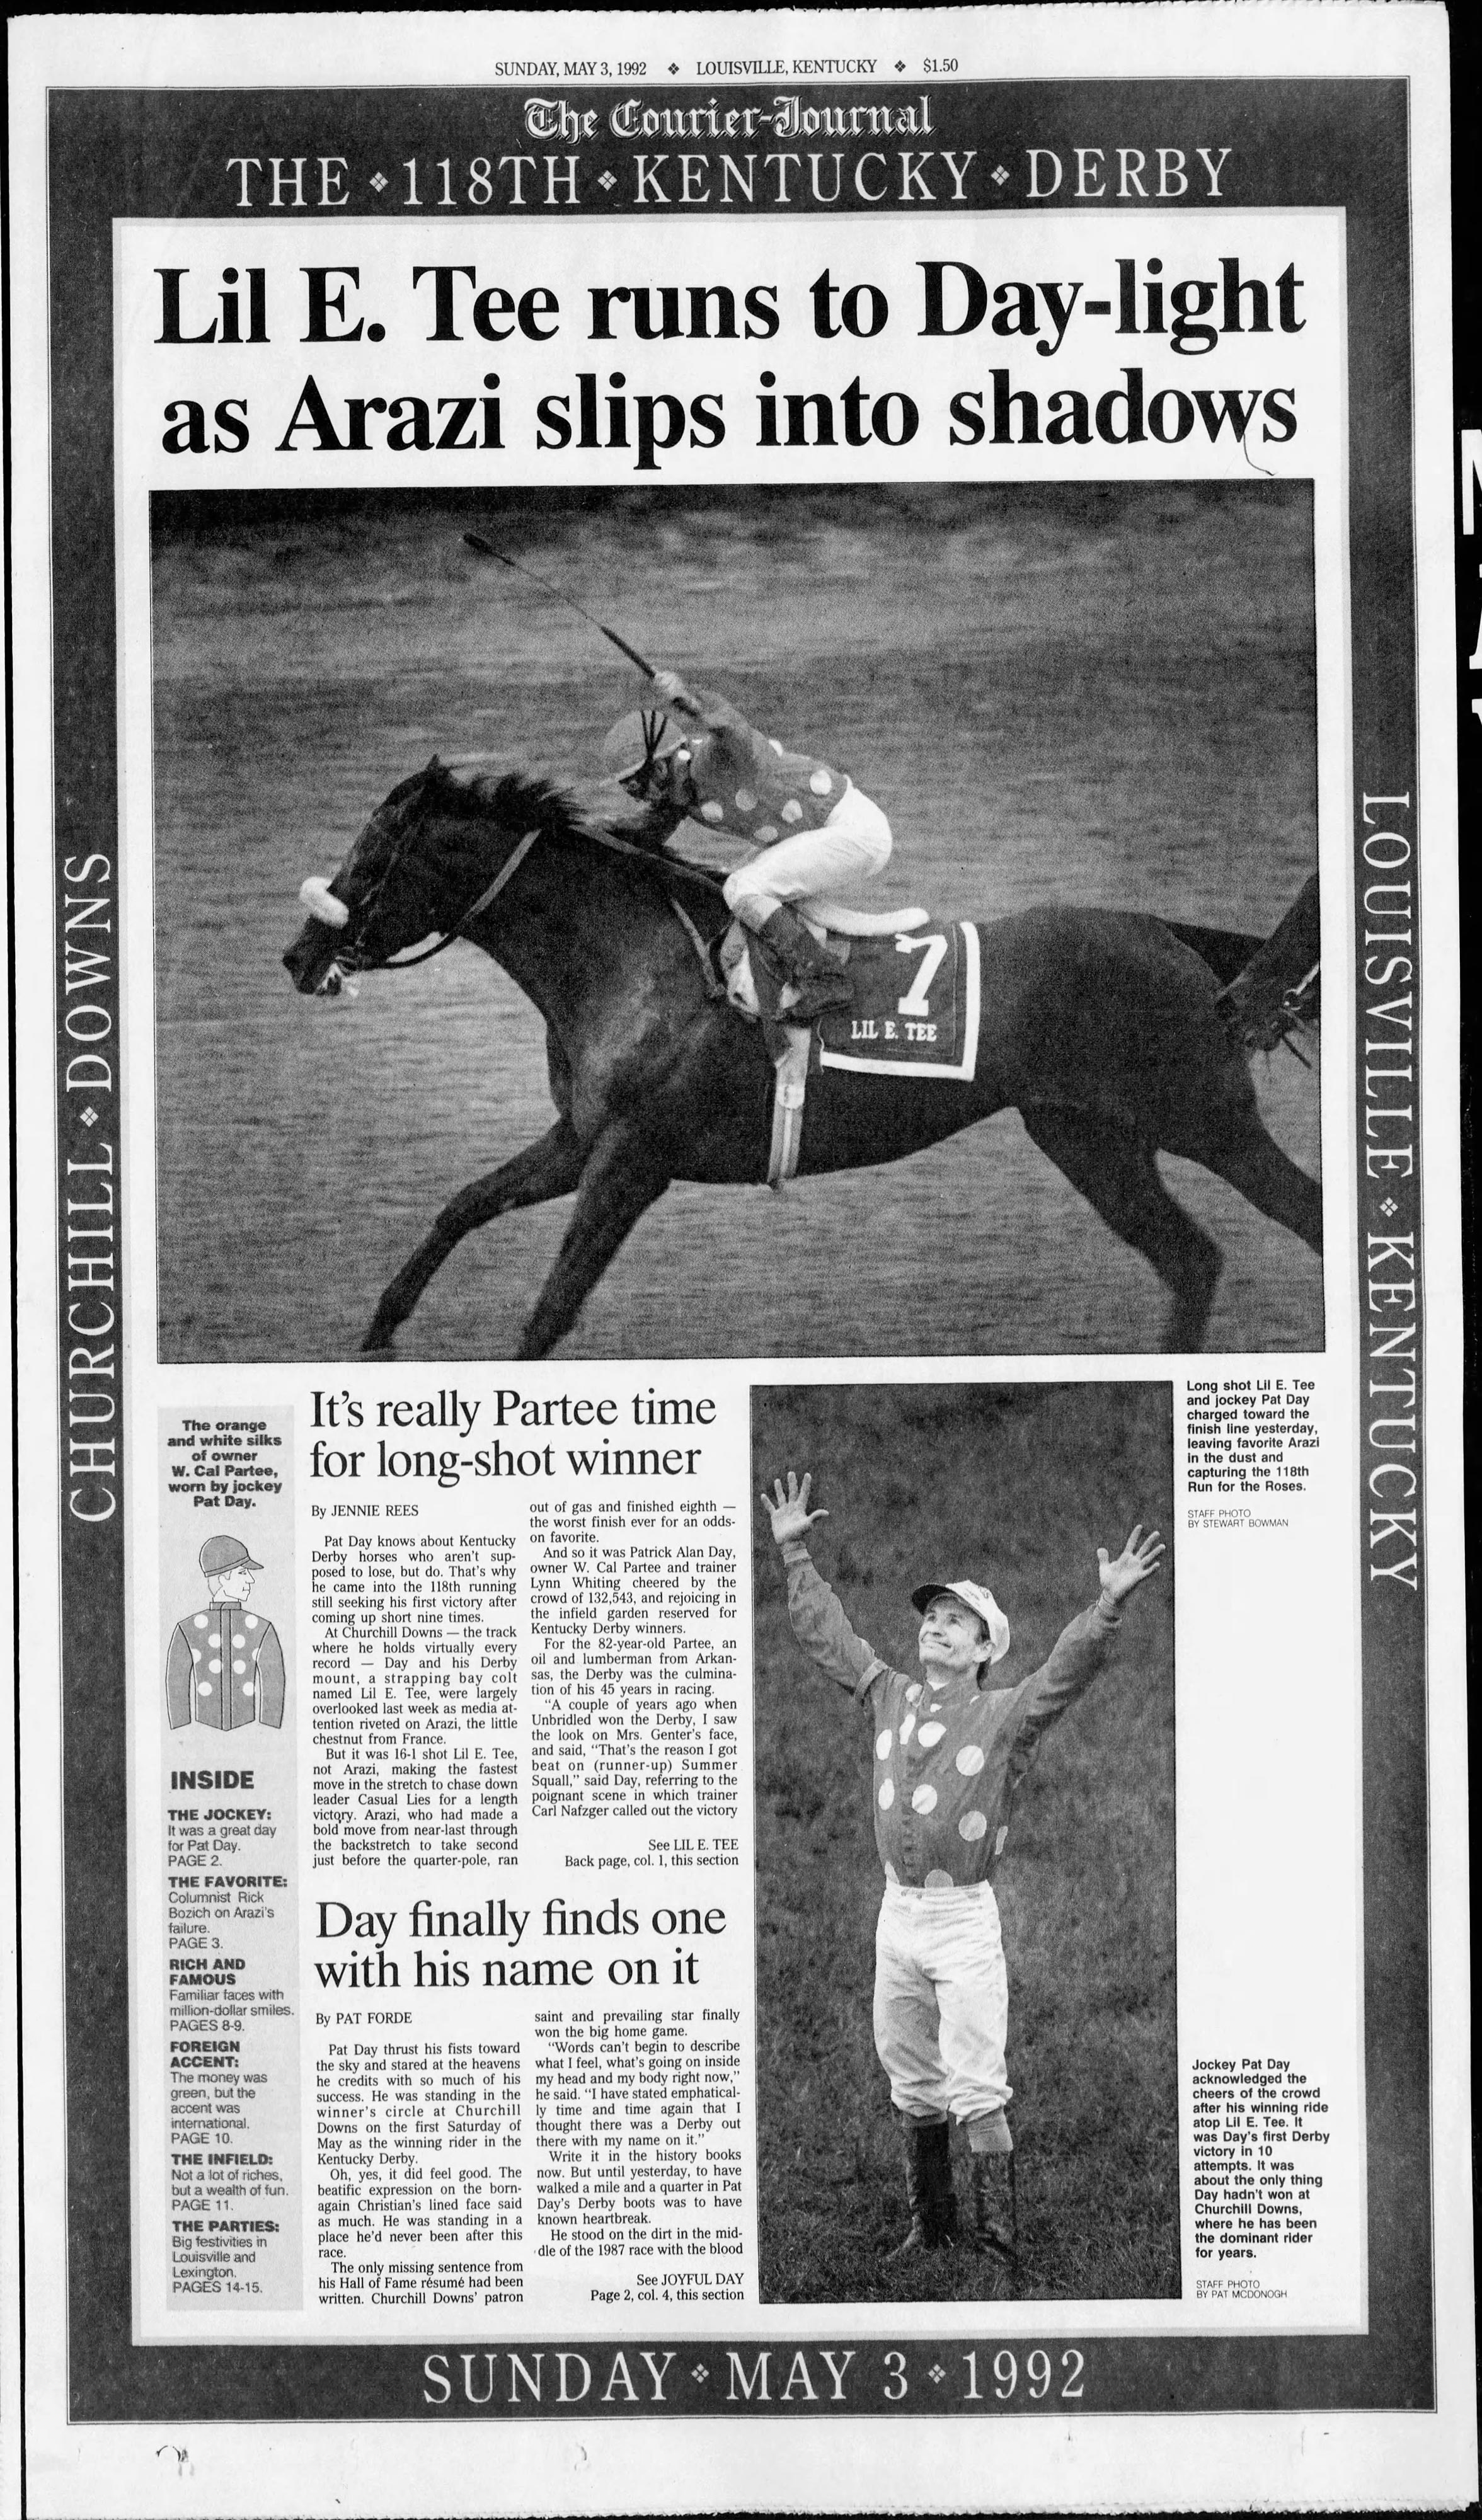 SUNDAY, MAY 3, 1992 ❖ LOUISVILLE, KENTUCKY ❖ $1.50
The Courier-Journal
THE ❖ 118TH ❖ KENTUCKY ❖ DERBY
CHURCHILL ❖ DOWNS
LOUISVILLE ❖ KENTUCKY
Lil E. Tee runs to Day-light
as Arazi slips into shadows
7
LIL E. TEE
The orange
and white silks
of owner
W. Cal Partee,
worn by jockey
Pat Day.
INSIDE
THE JOCKEY:
It was a great day
for Pat Day.
PAGE 2.
THE FAVORITE:
Columnist Rick
Bozich on Arazi's
failure.
PAGE 3.
RICH AND
FAMOUS
Familiar faces with
million-dollar smiles.
PAGES 8-9.
FOREIGN
ACCENT:
The money was
green, but the
accent was
international.
PAGE 10.
THE INFIELD:
Not a lot of riches,
but a wealth of fun.
PAGE 11.
THE PARTIES:
Big festivities in
Louisville and
Lexington.
PAGES 14-15.
It's really Partee time
for long-shot winner
By JENNIE REES
Pat Day knows about Kentucky
Derby horses who aren't sup-
posed to lose, but do. That's why
he came into the 118th running
still seeking his first victory after
coming up short nine times.
At Churchill Downs — the track
where he holds virtually every
record — Day and his Derby
mount, a strapping bay colt
named Lil E. Tee, were largely
overlooked last week as media at-
tention riveted on Arazi, the little
chestnut from France.
But it was 16-1 shot Lil E. Tee,
not Arazi, making the fastest
move in the stretch to chase down
leader Casual Lies for a length
victory. Arazi, who had made a
bold move from near-last through
the backstretch to take second
just before the quarter-pole, ran
out of gas and finished eighth —
the worst finish ever for an odds-
on favorite.
And so it was Patrick Alan Day,
owner W. Cal Partee and trainer
Lynn Whiting cheered by the
crowd of 132,543, and rejoicing in
the infield garden reserved for
Kentucky Derby winners.
For the 82-year-old Partee, an
oil and lumberman from Arkan-
sas, the Derby was the culmina-
tion of his 45 years in racing.
"A couple of years ago when
Unbridled won the Derby, I saw
the look on Mrs. Genter's face,
and said, "That's the reason I got
beat on (runner-up) Summer
Squall," said Day, referring to the
poignant scene in which trainer
Carl Nafzger called out the victory
See LIL E. TEE
Back page, col. 1, this section
Day finally finds one
with his name on it
By PAT FORDE
Pat Day thrust his fists toward
the sky and stared at the heavens
he credits with so much of his
success. He was standing in the
winner's circle at Churchill
Downs on the first Saturday of
May as the winning rider in the
Kentucky Derby.
Oh, yes, it did feel good. The
beatific expression on the born-
again Christian's lined face said
as much. He was standing in a
place he'd never been after this
race.
The only missing sentence from
his Hall of Fame résumé had been
written. Churchill Downs' patron
saint and prevailing star finally
won the big home game.
"Words can't begin to describe
what I feel, what's going on inside
my head and my body right now,"
he said. "I have stated emphatical-
ly time and time again that I
thought there was a Derby out
there with my name on it."
Write it in the history books
now. But until yesterday, to have
walked a mile and a quarter in Pat
Day's Derby boots was to have
known heartbreak.
He stood on the dirt in the mid-
dle of the 1987 race with the blood
See JOYFUL DAY
Page 2, col. 4, this section
Long shot Lil E. Tee
and jockey Pat Day
charged toward the
finish line yesterday,
leaving favorite Arazi
in the dust and
capturing the 118th
Run for the Roses.
STAFF PHOTO
BY STEWART BOWMAN
Jockey Pat Day
acknowledged the
cheers of the crowd
after his winning ride
atop Lil E. Tee. It
was Day's first Derby
victory in 10
attempts. It was
about the only thing
Day hadn't won at
Churchill Downs,
where he has been
the dominant rider
for years.
STAFF PHOTO
BY PAT MCDONOGH
SUNDAY ❖ MAY 3 ❖ 1992